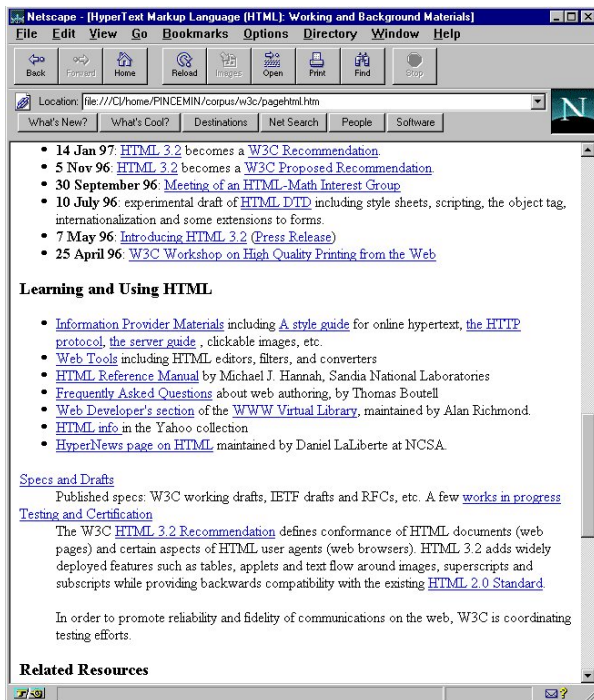 Netscape - [HyperText Markup Language (HTML): Working and Background Materials]
File Edit View Go Bookmarks Options Directory Window Help
Back Forward Home Reload Images Open Print Find Stop
Location: file:///C|/home/PINCEMIN/corpus/w3c/pagehtml.htm
N
What's New? What's Cool? Destinations Net Search People Software
• 14 Jan 97: HTML 3.2 becomes a W3C Recommendation.
• 5 Nov 96: HTML 3.2 becomes a W3C Proposed Recommendation.
• 30 September 96: Meeting of an HTML-Math Interest Group
• 10 July 96: experimental draft of HTML DTD including style sheets, scripting, the object tag,
internationalization and some extensions to forms.
• 7 May 96: Introducing HTML 3.2 (Press Release)
• 25 April 96: W3C Workshop on High Quality Printing from the Web
Learning and Using HTML
• Information Provider Materials including A style guide for online hypertext, the HTTP
protocol, the server guide , clickable images, etc.
• Web Tools including HTML editors, filters, and converters
• HTML Reference Manual by Michael J. Hannah, Sandia National Laboratories
• Frequently Asked Questions about web authoring, by Thomas Boutell
• Web Developer's section of the WWW Virtual Library, maintained by Alan Richmond.
• HTML info in the Yahoo collection
• HyperNews page on HTML maintained by Daniel LaLiberte at NCSA.
Specs and Drafts
Published specs: W3C working drafts, IETF drafts and RFCs, etc. A few works in progress
Testing and Certification
The W3C HTML 3.2 Recommendation defines conformance of HTML documents (web
pages) and certain aspects of HTML user agents (web browsers). HTML 3.2 adds widely
deployed features such as tables, applets and text flow around images, superscripts and
subscripts while providing backwards compatibility with the existing HTML 2.0 Standard.
In order to promote reliability and fidelity of communications on the web, W3C is coordinating
testing efforts.
Related Resources
?